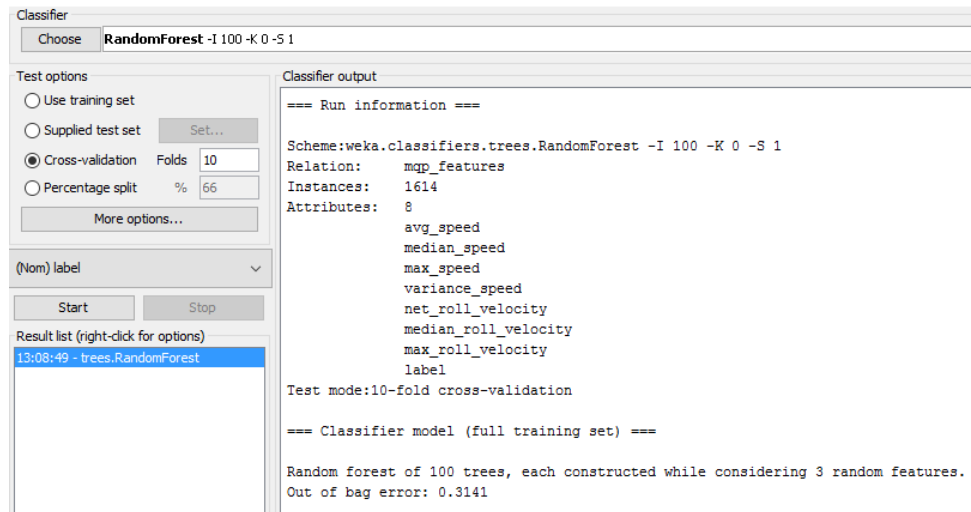 Classifier
Choose RandomForest -I 100 -K 0 -S 1
Test options
Use training set
Supplied test set Set...
Cross-validation Folds 10
Percentage split % 66
More options...
(Nom) label
Start Stop
Result list (right-click for options)
13:08:49 - trees.RandomForest
Classifier output
=== Run information ===
Scheme:weka.classifiers.trees.RandomForest -I 100 -K 0 -S 1
Relation: mqp_features
Instances: 1614
Attributes: 8
avg_speed
median_speed
max_speed
variance_speed
net_roll_velocity
median_roll_velocity
max_roll_velocity
label
Test mode:10-fold cross-validation
=== Classifier model (full training set) ===
Random forest of 100 trees, each constructed while considering 3 random features.
Out of bag error: 0.3141